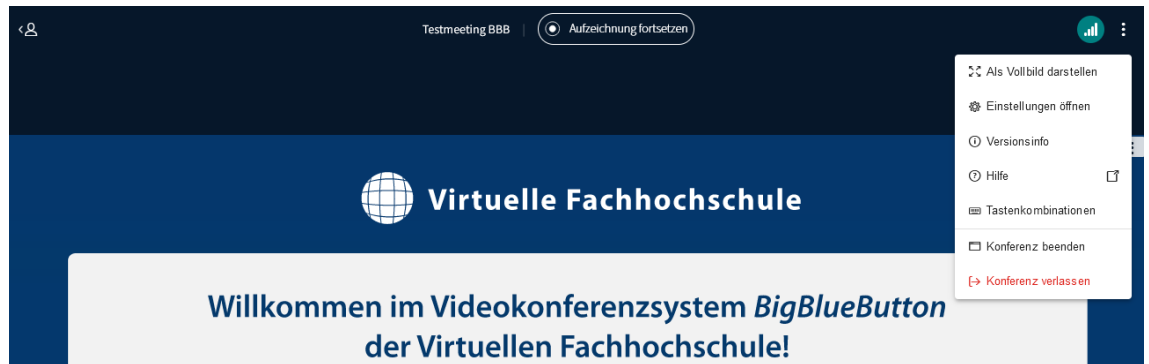 Testmeeting BBB
Aufzeichnung fortsetzen
Als Vollbild darstellen
Einstellungen öffnen
Versionsinfo
Hilfe
Tastenkombinationen
Konferenz beenden
Konferenz verlassen
Virtuelle Fachhochschule
Willkommen im Videokonferenzsystem BigBlueButton
der Virtuellen Fachhochschule!